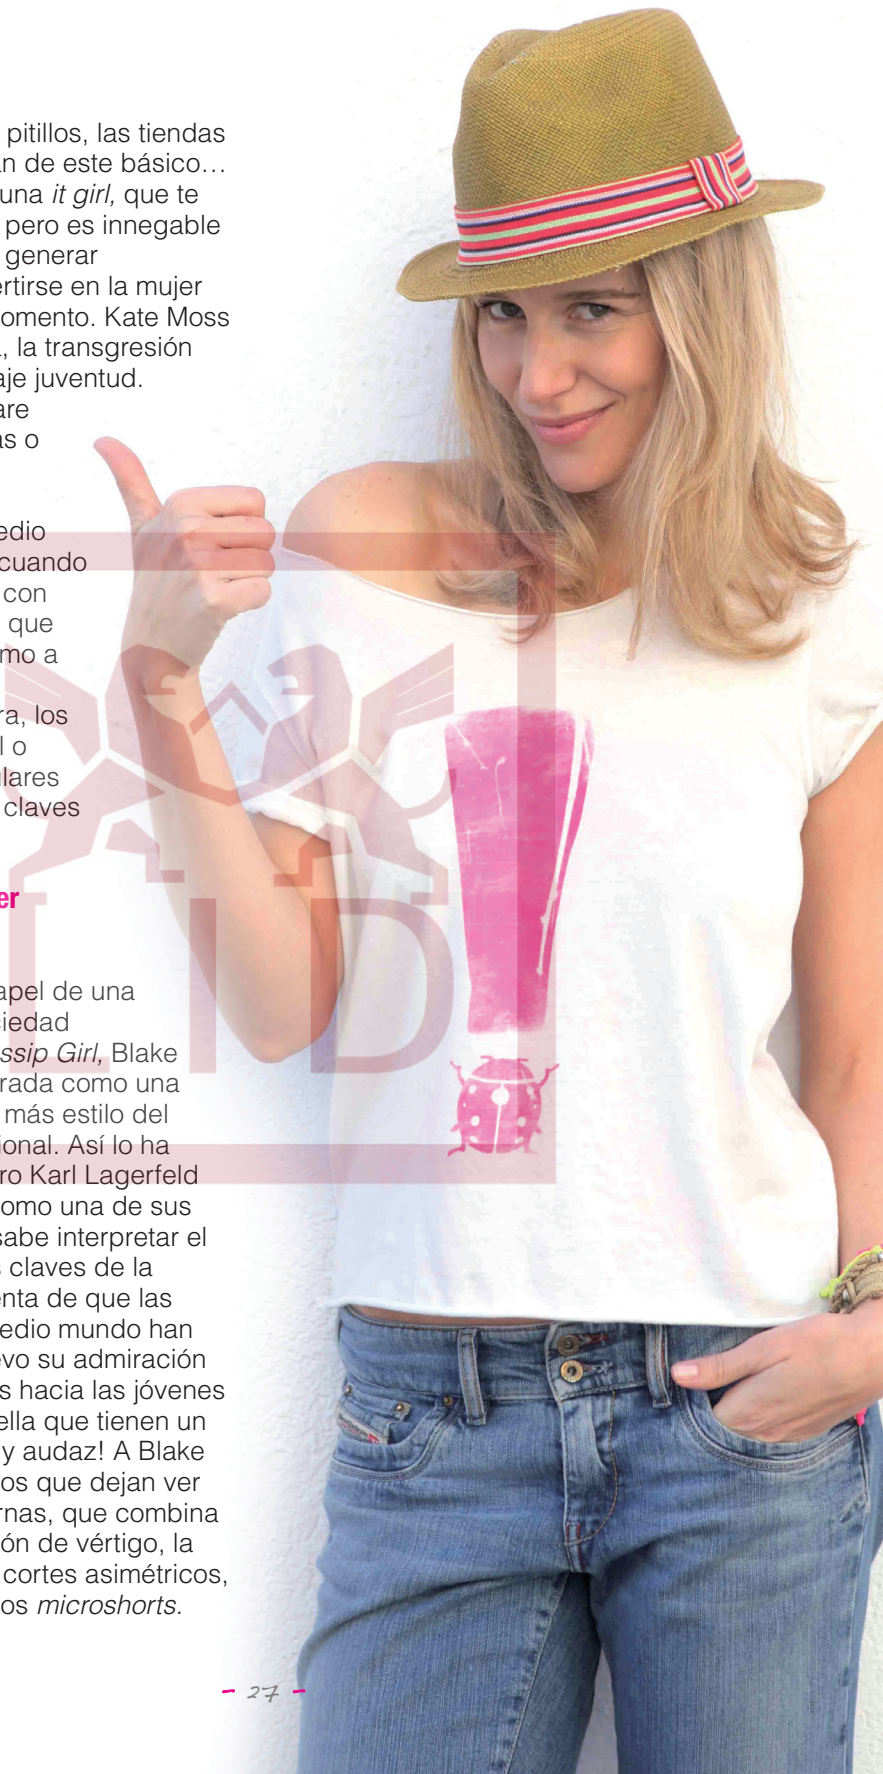 pitillos, las tiendas
n de este básico…
una it girl, que te
pero es innegable
generar
rtirse en la mujer
omento. Kate Moss
, la transgresión
aje juventud.
are
as o
edio
cuando
con
que
mo a
ra, los
l o
lares
claves
er
apel de una
ciedad
ssip Girl, Blake
rada como una
más estilo del
ional. Así lo ha
ro Karl Lagerfeld
omo una de sus
sabe interpretar el
s claves de la
enta de que las
edio mundo han
evo su admiración
s hacia las jóvenes
ella que tienen un
y audaz! A Blake
os que dejan ver
rnas, que combina
ón de vértigo, la
cortes asimétricos,
os microshorts.
LID
!
- 27 -